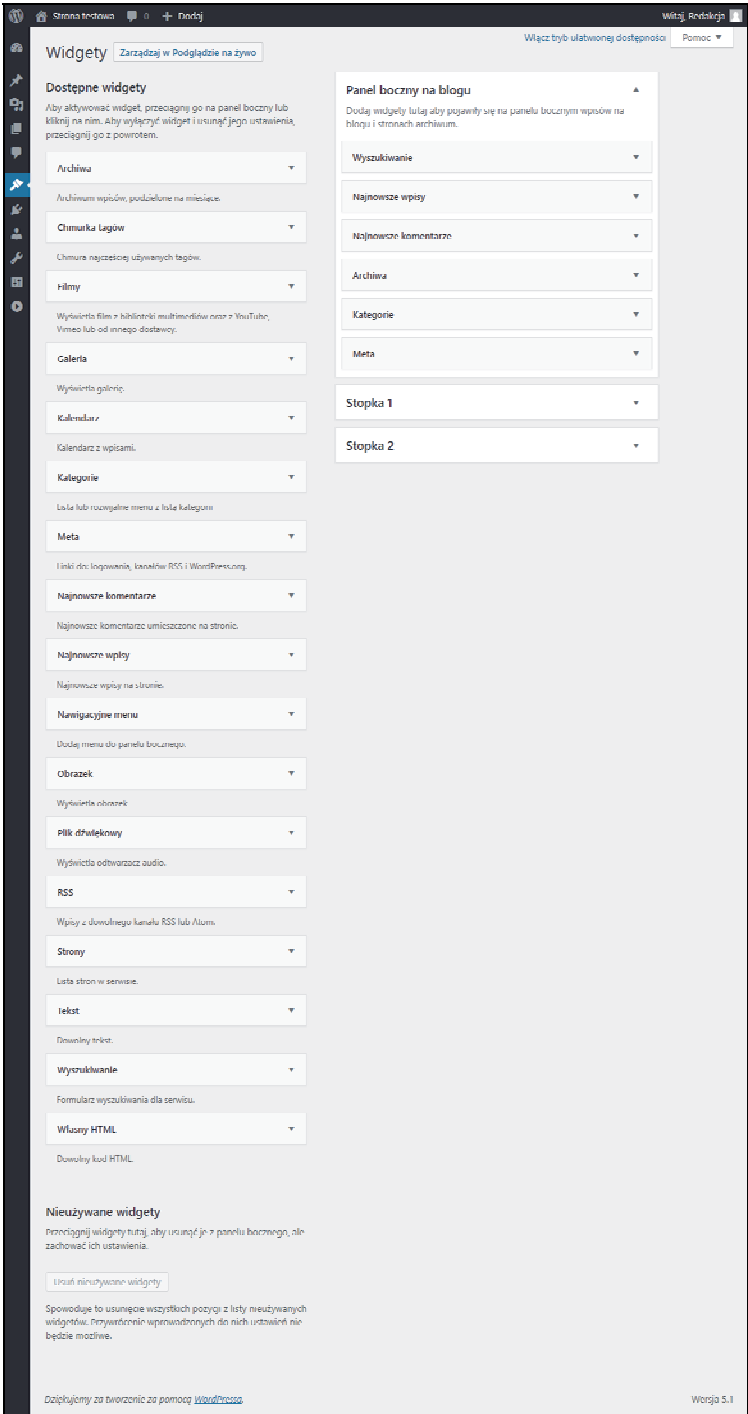 Strona testowa 0 + Dodaj
Witaj, Redakcja
Widgety
Zarządzaj w Podglądzie na żywo
Włącz tryb ułatwionej dostępności
Pomoc
Dostępne widgety
Aby aktywować widget, przeciągnij go na panel boczny lub
kliknij na nim. Aby wyłączyć widget i usunąć jego ustawienia,
przeciągnij go z powrotem.
Archiwa
Archiwum wpisów, podzielone na miesiące.
Chmurka tagów
Chmura najczęściej używanych tagów.
Filmy
Wyświetla film z biblioteki multimediów oraz z YouTube,
Vimeo lub od innego dostawcy.
Galeria
Wyświetla galerię.
Kalendarz
Kalendarz z wpisami.
Kategorie
Lista lub rozwijalne menu z listą kategorii
Meta
Linki do: logowania, kanałów RSS i WordPress.org.
Najnowsze komentarze
Najnowsze komentarze umieszczone na stronie.
Najnowsze wpisy
Najnowsze wpisy na stronie.
Nawigacyjne menu
Dodaj menu do panelu bocznego.
Obrazek
Wyświetla obrazek
Plik dźwiękowy
Wyświetla odtwarzacz audio.
RSS
Wpisy z dowolnego kanału RSS lub Atom.
Strony
Lista stron w serwisie.
Tekst
Dowolny tekst.
Wyszukiwanie
Formularz wyszukiwania dla serwisu.
Własny HTML
Dowolny kod HTML.
Nieużywane widgety
Przeciągnij widgety tutaj, aby usunąć je z panelu bocznego, ale
zachować ich ustawienia.
Usuń nieużywane widgety
Spowoduje to usunięcie wszystkich pozycji z listy nieużywanych
widgetów. Przywrócenie wprowadzonych do nich ustawień nie
będzie możliwe.
Panel boczny na blogu
Dodaj widgety tutaj aby pojawiły się na panelu bocznym wpisów na
blogu i stronach archiwum.
Wyszukiwanie
Najnowsze wpisy
Najnowsze komentarze
Archiwa
Kategorie
Meta
Stopka 1
Stopka 2
Dziękujemy za tworzenie za pomocą WordPressa.
Wersja 5.1